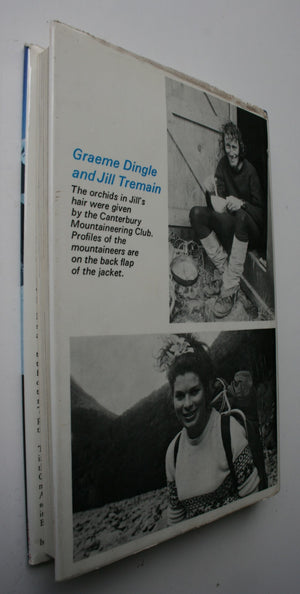 Graeme Dingle
and Jill Tremain
The orchids in Jill's
hair were given
by the Canterbury
Mountaineering Club.
Profiles of the
mountaineers are
on the back flap
of the jacket.